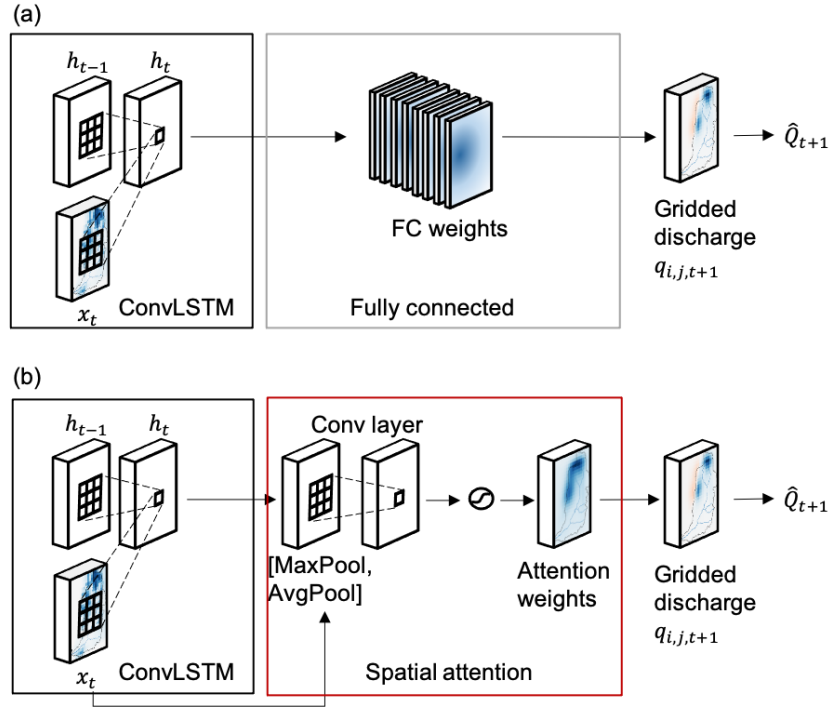 (a)
h_{t-1} h_t
x_t
ConvLSTM
FC weights
Fully connected
Gridded
discharge
q_{i,j,t+1}
Q̂_{t+1}
(b)
h_{t-1} h_t
x_t
ConvLSTM
Conv layer
[MaxPool,
AvgPool]
Attention
weights
Spatial attention
Gridded
discharge
q_{i,j,t+1}
Q̂_{t+1}